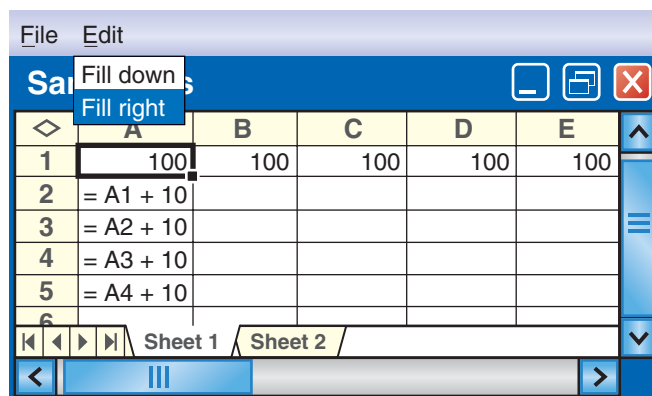 File Edit
Fill down
Fill right
A B C D E
1 100 100 100 100 100
2 = A1 + 10
3 = A2 + 10
4 = A3 + 10
5 = A4 + 10
6
Sheet 1 Sheet 2